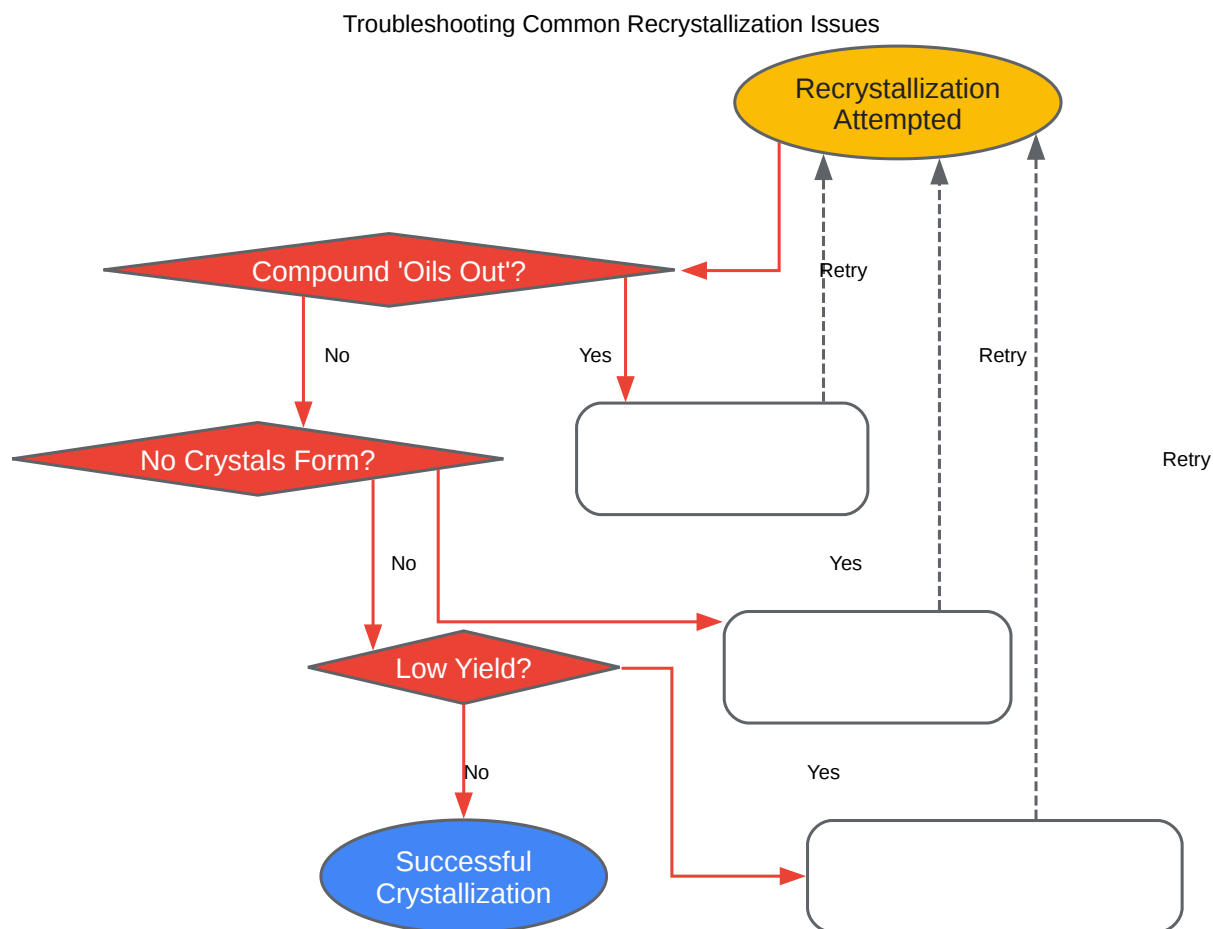 Troubleshooting Common Recrystallization Issues
Recrystallization
Attempted
Compound 'Oils Out'?
Retry
No
Yes
Retry
No Crystals Form?
Retry
No
Yes
Low Yield?
No
Yes
Successful
Crystallization